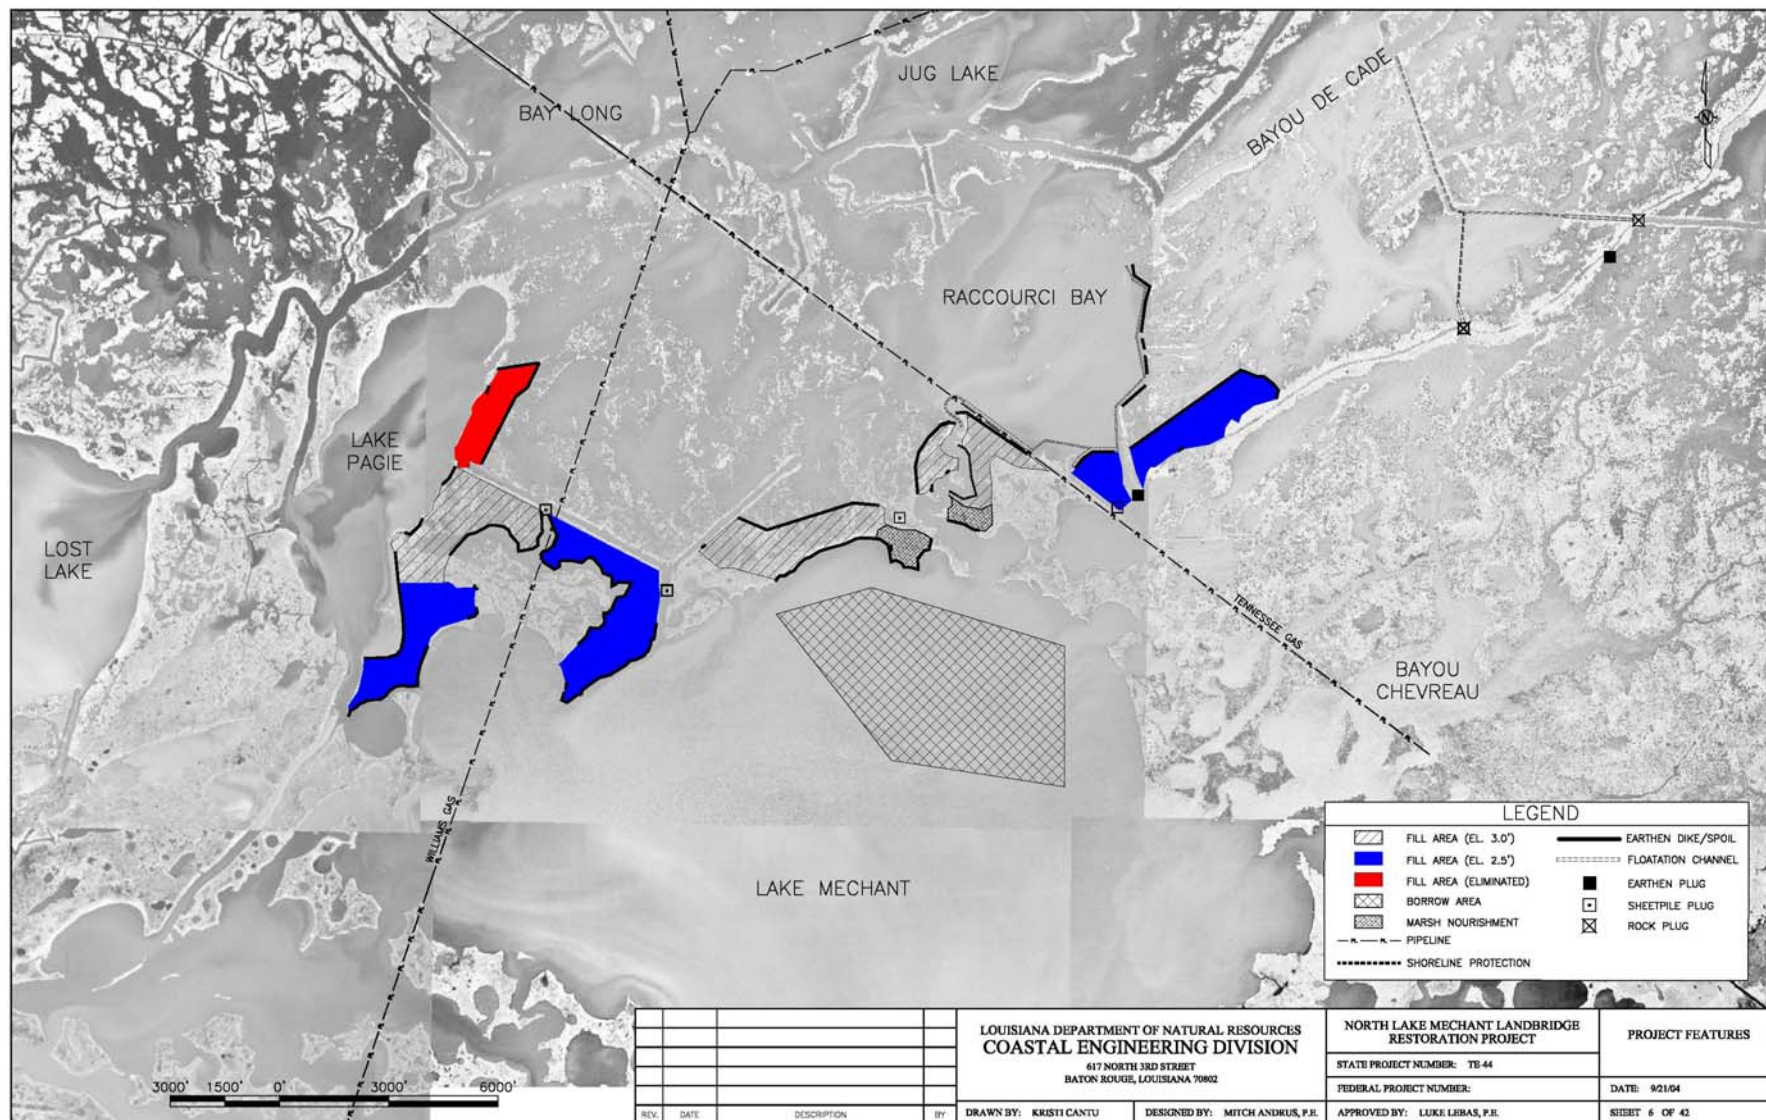 JUG LAKE
BAYOU DE CADE
BAY LONG
N
RACCOURCI BAY
LAKE
PAGIE
LOST
LAKE
TENNESSEE GAS
BAYOU
CHEVREAU
WILLIAMS GAS
LAKE MECHANT
LEGEND
FILL AREA (EL. 3.0')
FILL AREA (EL. 2.5')
FILL AREA (ELIMINATED)
BORROW AREA
MARSH NOURISHMENT
PIPELINE
SHORELINE PROTECTION
EARTHEN DIKE/SPOIL
FLOATATION CHANNEL
EARTHEN PLUG
SHEETPILE PLUG
ROCK PLUG
3000' 1500' 0' 3000' 6000'
REV. DATE DESCRIPTION BY
LOUISIANA DEPARTMENT OF NATURAL RESOURCES
COASTAL ENGINEERING DIVISION
617 NORTH 3RD STREET
BATON ROUGE, LOUISIANA 70802
DRAWN BY: KRISTI CANTU
DESIGNED BY: MITCH ANDRUS, P.E.
NORTH LAKE MECHANT LANDBRIDGE
RESTORATION PROJECT
STATE PROJECT NUMBER: TE-44
FEDERAL PROJECT NUMBER:
APPROVED BY: LUKE LEBAS, P.E.
PROJECT FEATURES
DATE: 9/21/04
SHEET 6 OF 42